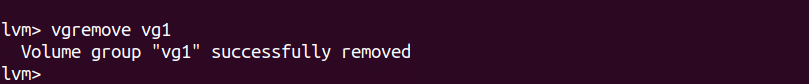 lvm> vgremove vg1
  Volume group "vg1" successfully removed
lvm>